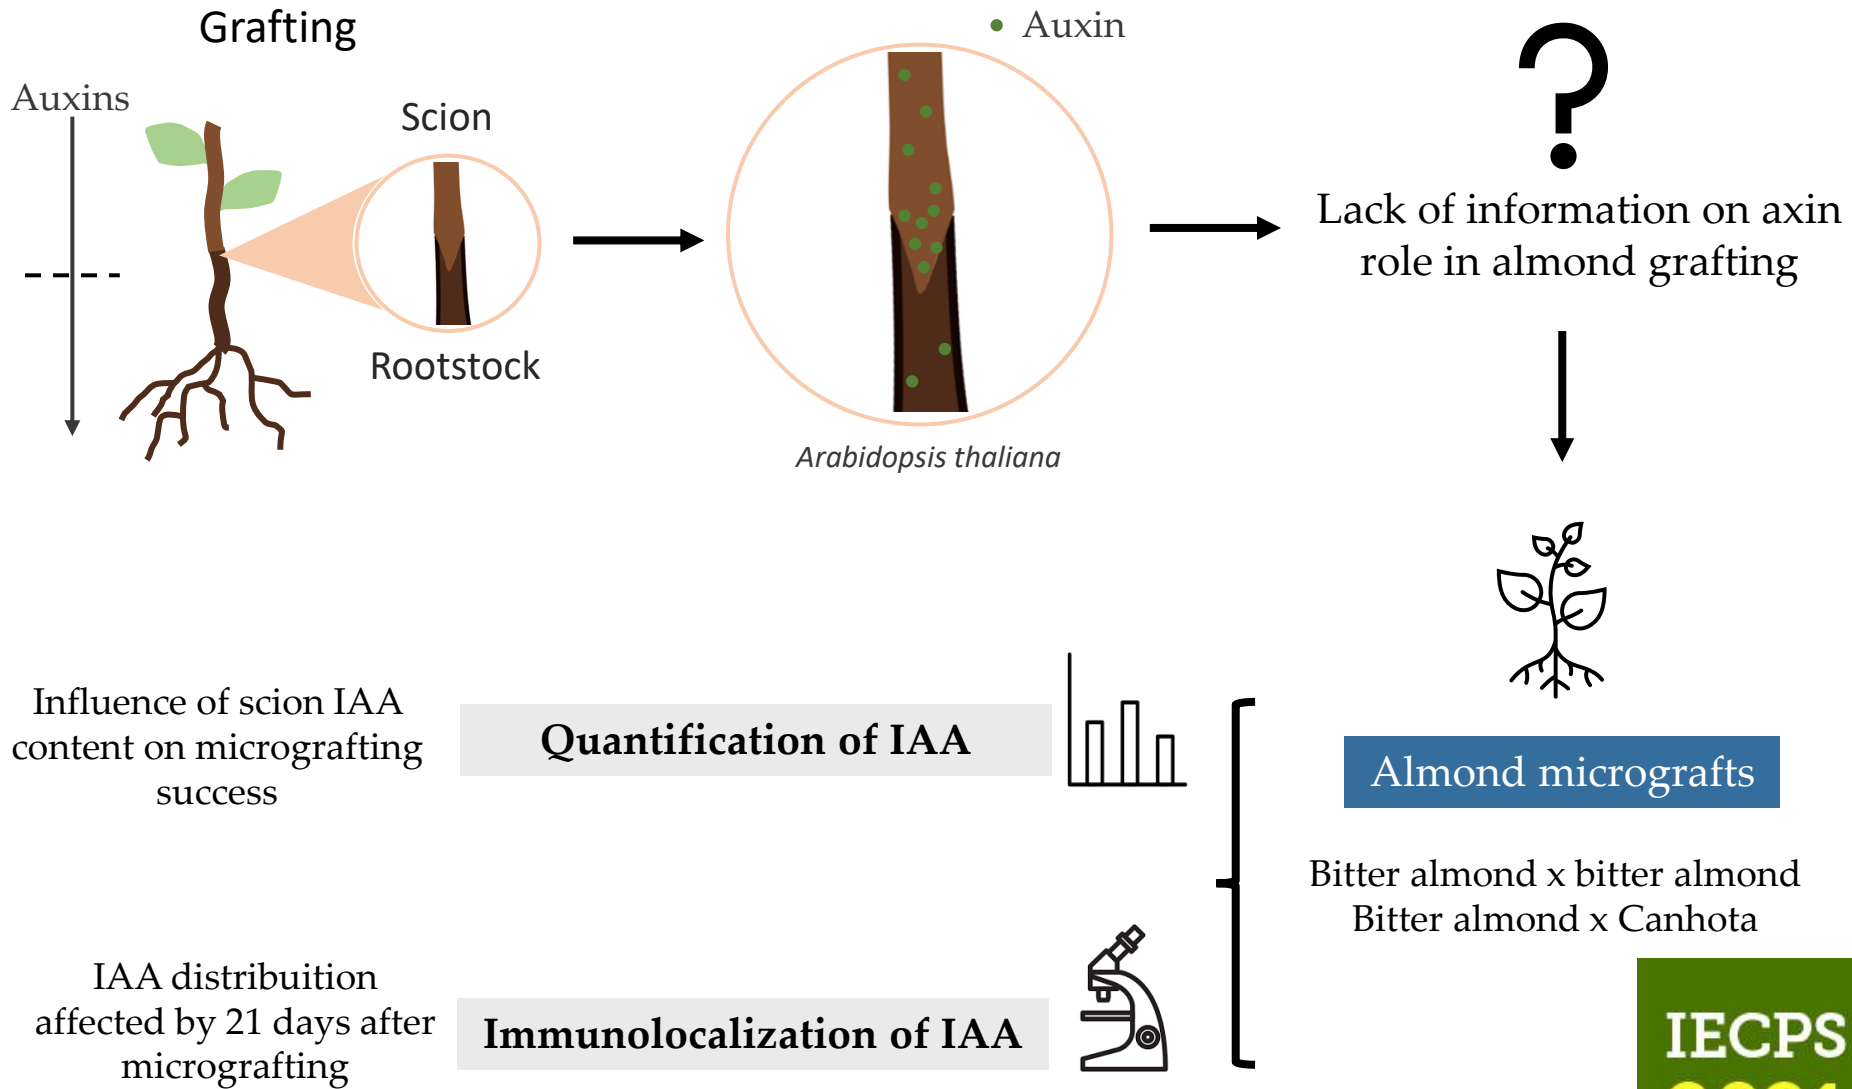 Grafting
Auxins
Scion
Rootstock
Auxin
Arabidopsis thaliana
Lack of information on axin
role in almond grafting
Almond micrografts
Bitter almond x bitter almond
Bitter almond x Canhota
Quantification of IAA
Influence of scion IAA
content on micrografting
success
Immunolocalization of IAA
IAA distribuition
affected by 21 days after
micrografting
IECPS